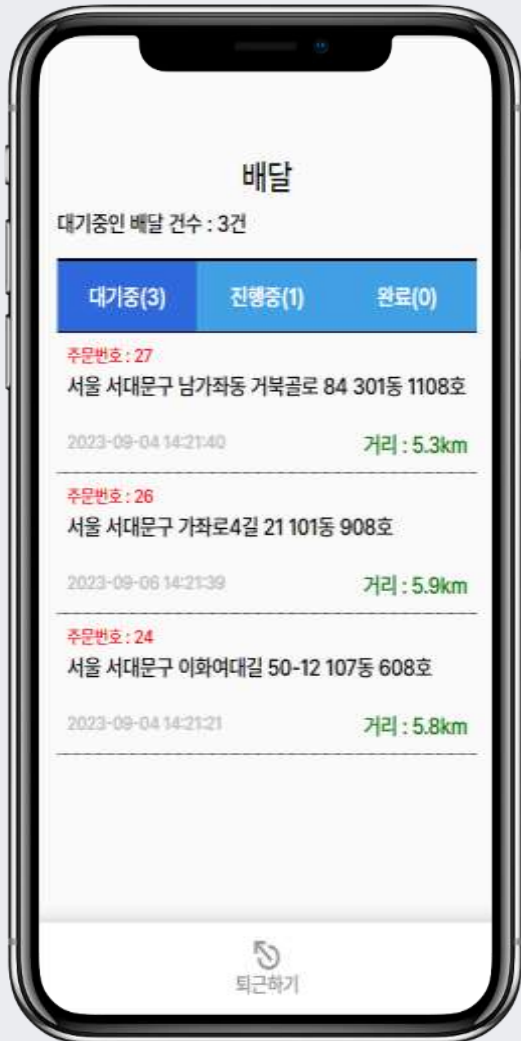 배달
대기중인 배달 건수 : 3건
대기중(3) 진행중(1) 완료(0)
주문번호 : 27
서울 서대문구 남가좌동 거북골로 84 301동 1108호
2023-09-04 14:21:40 거리 : 5.3km
주문번호 : 26
서울 서대문구 가좌로4길 21 101동 908호
2023-09-06 14:21:39 거리 : 5.9km
주문번호 : 24
서울 서대문구 이화여대길 50-12 107동 608호
2023-09-04 14:21:21 거리 : 5.8km
퇴근하기